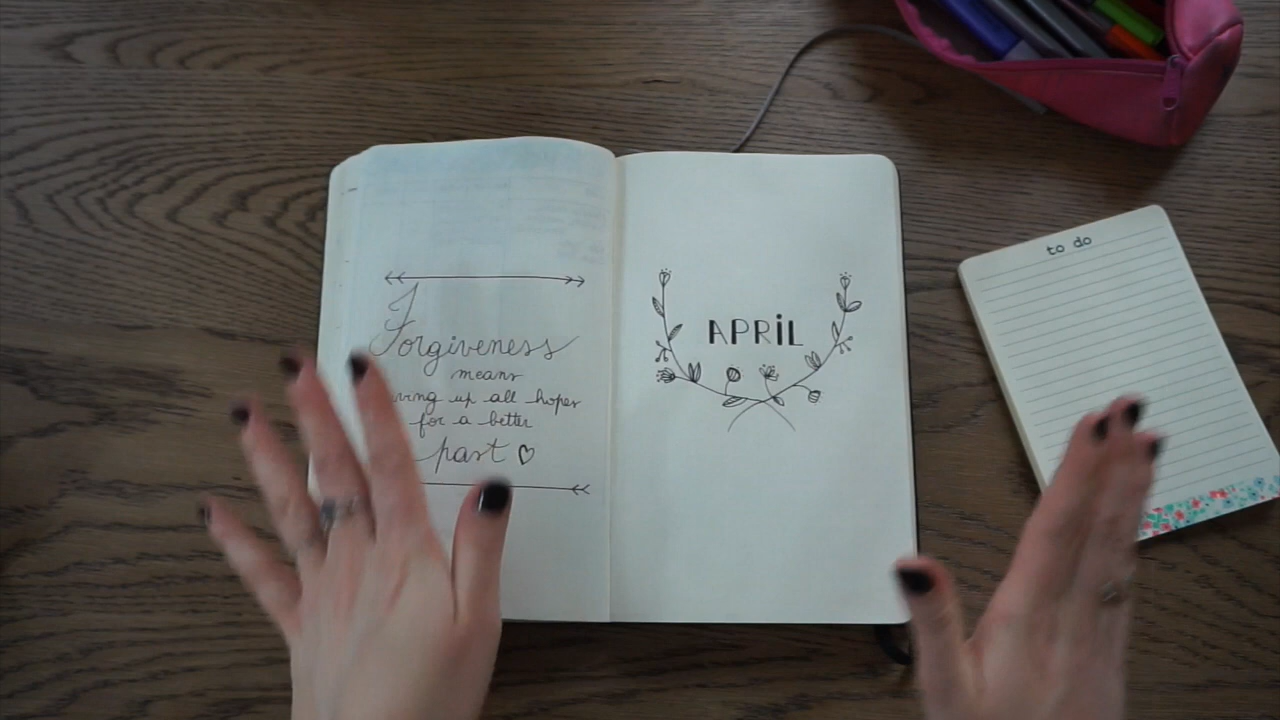 Forgiveness
means
up all hopes
for a better
past ♡
APRIL
to do